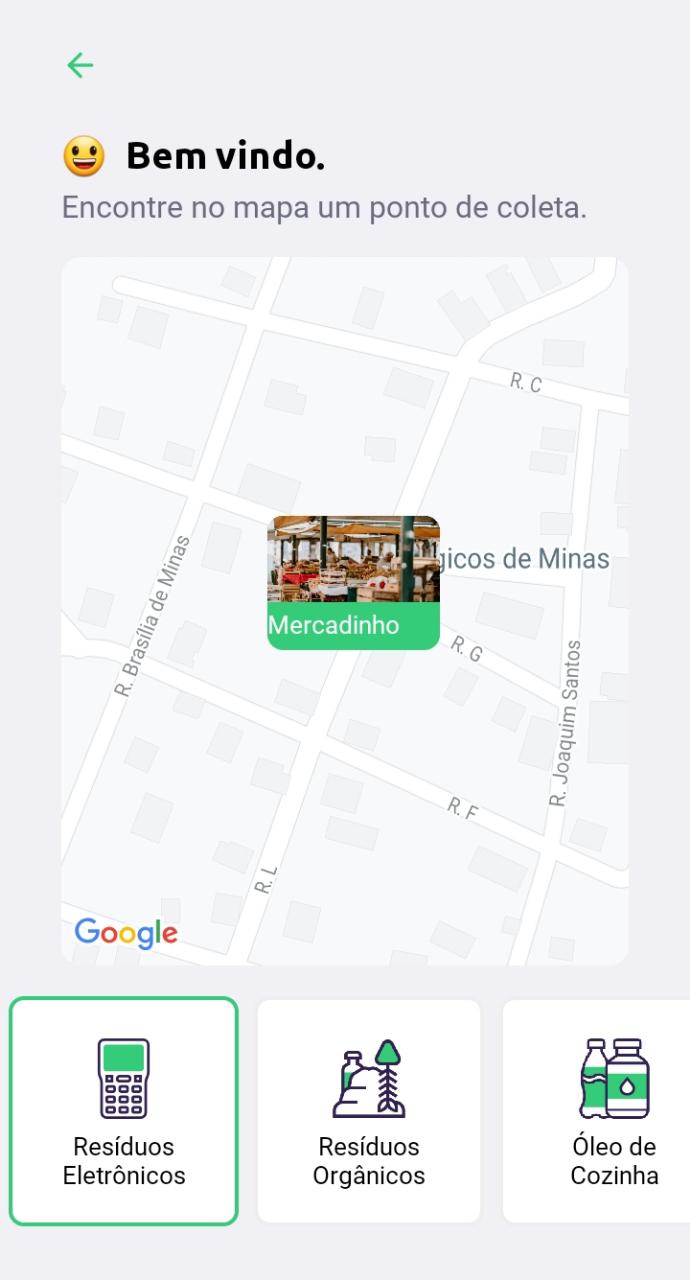 😃 Bem vindo.
Encontre no mapa um ponto de coleta.
R. C
gicos de Minas
R. Brasília de Minas
Mercadinho
R. G
R. Joaquim Santos
R. F
R. L
Google
Resíduos
Eletrônicos
Resíduos
Orgânicos
Óleo de
Cozinha